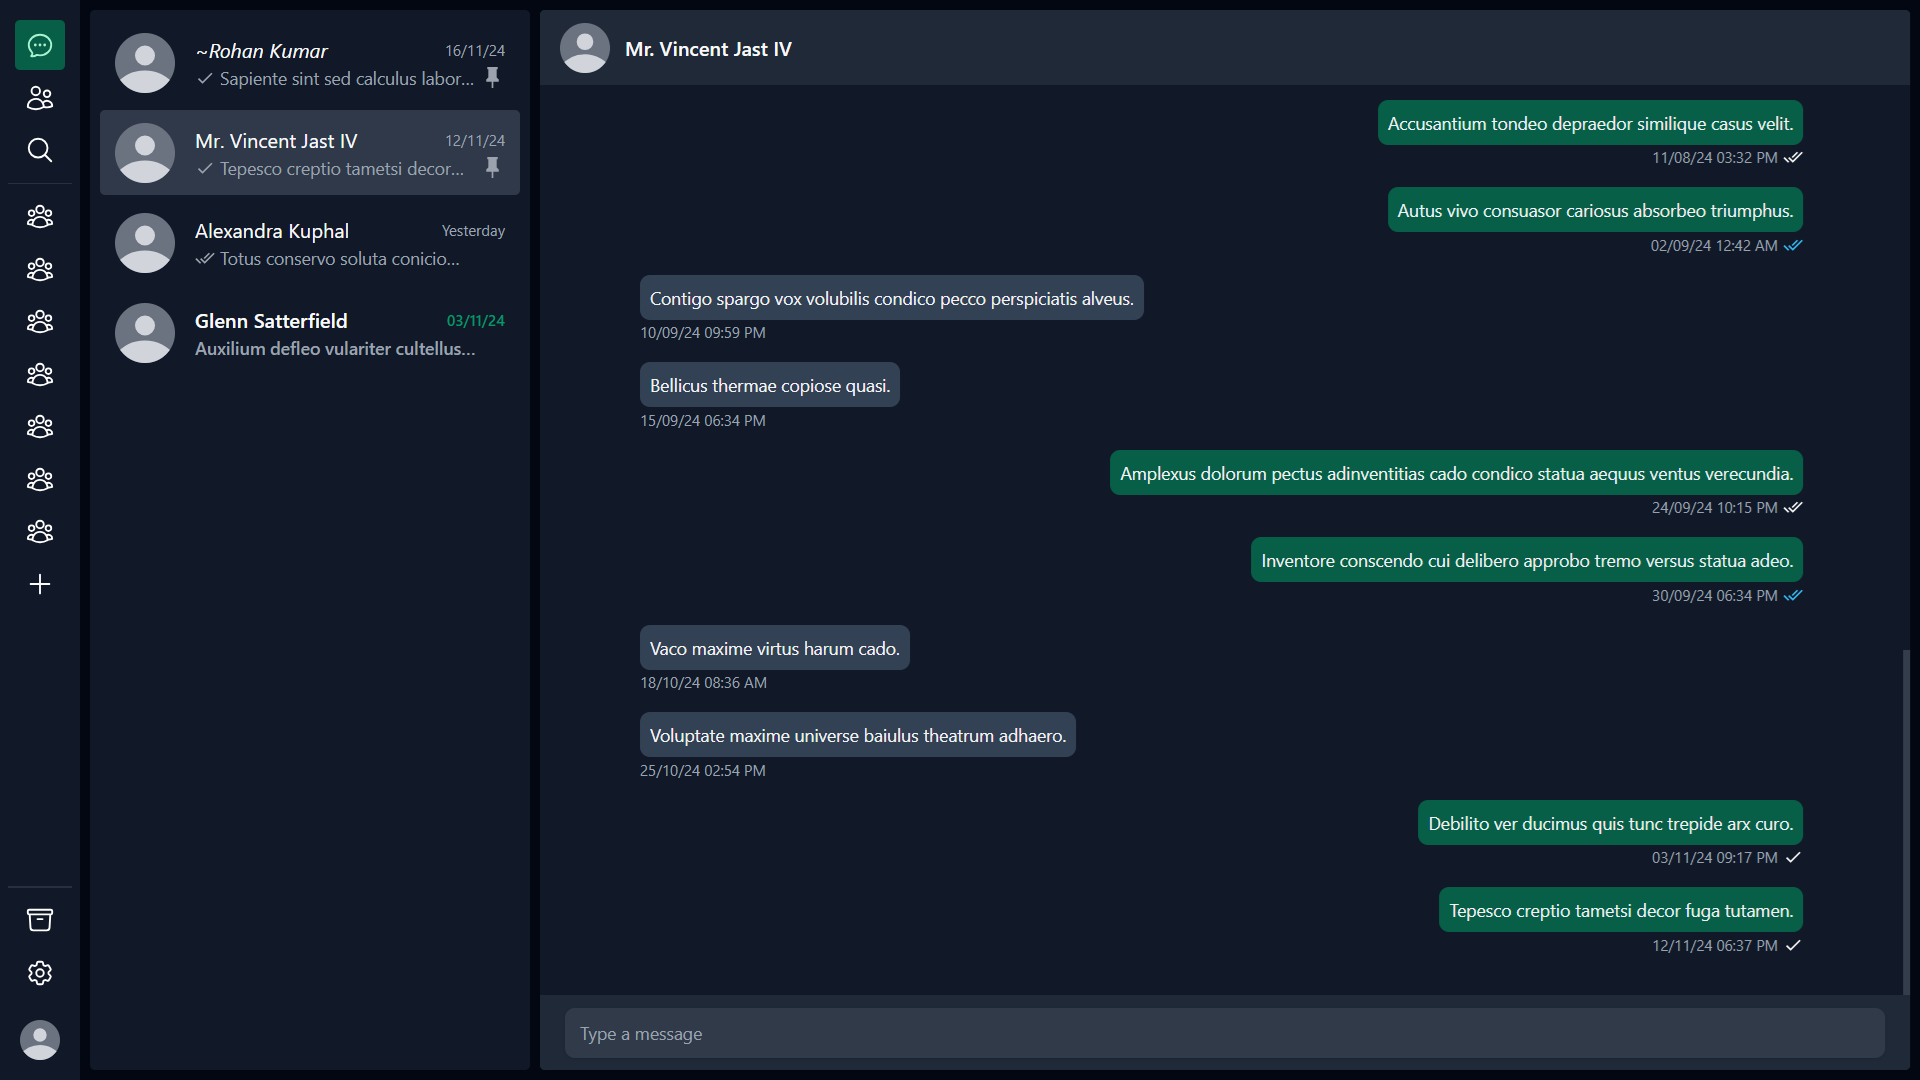 ~Rohan Kumar
16/11/24
Sapiente sint sed calculus labor...
Mr. Vincent Jast IV
12/11/24
Tepesco creptio tametsi decor...
Alexandra Kuphal
Yesterday
Totus conservo soluta conicio...
Glenn Satterfield
03/11/24
Auxilium defleo vulariter cultellus...
Mr. Vincent Jast IV
Accusantium tondeo depraedor similique casus velit.
11/08/24 03:32 PM
Autus vivo consuasor cariosus absorbeo triumphus.
02/09/24 12:42 AM
Contigo spargo vox volubilis condico pecco perspiciatis alveus.
10/09/24 09:59 PM
Bellicus thermae copiose quasi.
15/09/24 06:34 PM
Amplexus dolorum pectus adinventitias cado condico statua aequus ventus verecundia.
24/09/24 10:15 PM
Inventore conscendo cui delibero approbo tremo versus statua adeo.
30/09/24 06:34 PM
Vaco maxime virtus harum cado.
18/10/24 08:36 AM
Voluptate maxime universe baiulus theatrum adhaero.
25/10/24 02:54 PM
Debilito ver ducimus quis tunc trepide arx curo.
03/11/24 09:17 PM
Tepesco creptio tametsi decor fuga tutamen.
12/11/24 06:37 PM
Type a message